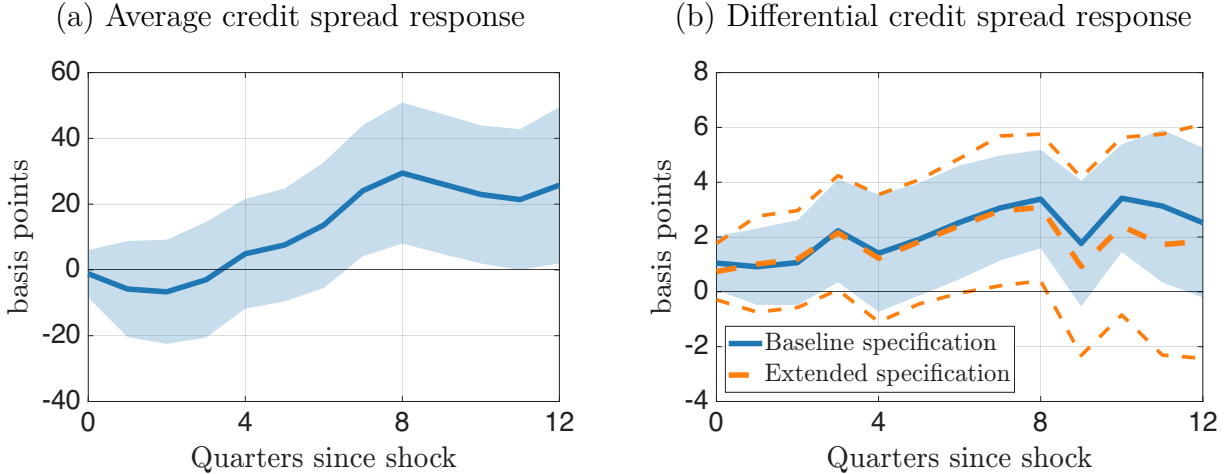 (a) Average credit spread response
60
40
20
0
-20
-40
basis points
0
4
8
12
Quarters since shock
(b) Differential credit spread response
8
6
4
2
0
-2
-4
basis points
Baseline specification
Extended specification
0
4
8
12
Quarters since shock